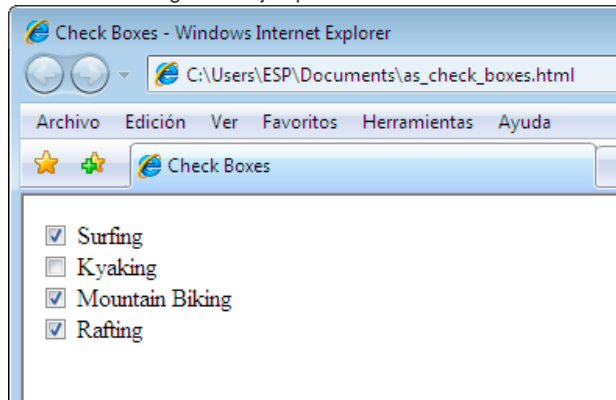 Check Boxes - Windows Internet Explorer
C:\Users\ESP\Documents\as_check_boxes.html
Archivo Edición Ver Favoritos Herramientas Ayuda
Check Boxes
Surfing
Kyaking
Mountain Biking
Rafting